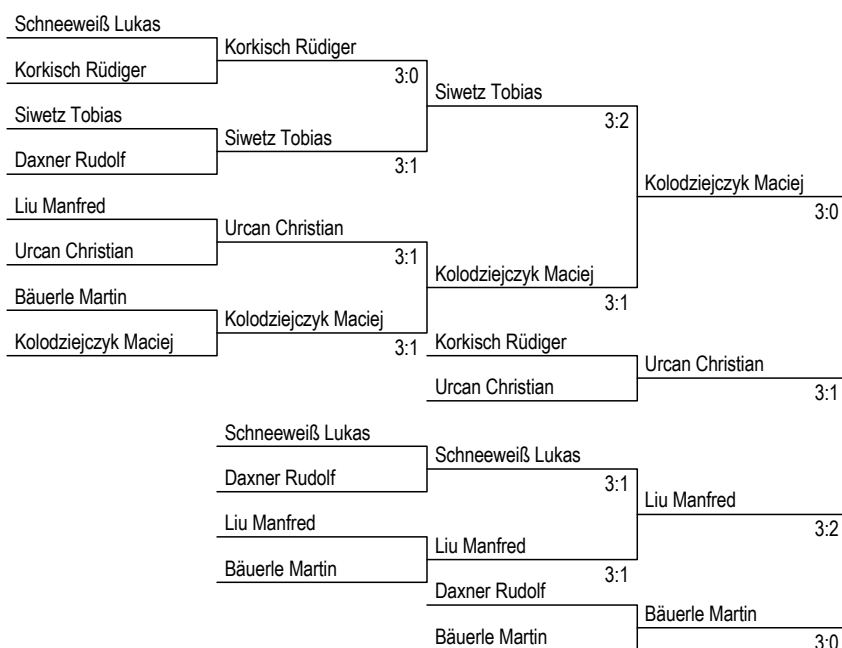 Schneeweiß Lukas
Korkisch Rüdiger
Korkisch Rüdiger
3:0
Siwetz Tobias
Siwetz Tobias
3:2
Siwetz Tobias
Daxner Rudolf
3:1
Kolodziejczyk Maciej
3:0
Liu Manfred
Urcan Christian
Urcan Christian
3:1
Kolodziejczyk Maciej
3:1
Bäuerle Martin
Kolodziejczyk Maciej
Kolodziejczyk Maciej
3:1
Korkisch Rüdiger
Urcan Christian
Urcan Christian
3:1
Schneeweiß Lukas
Schneeweiß Lukas
Daxner Rudolf
3:1
Liu Manfred
3:2
Liu Manfred
Liu Manfred
Bäuerle Martin
3:1
Daxner Rudolf
Bäuerle Martin
Bäuerle Martin
3:0